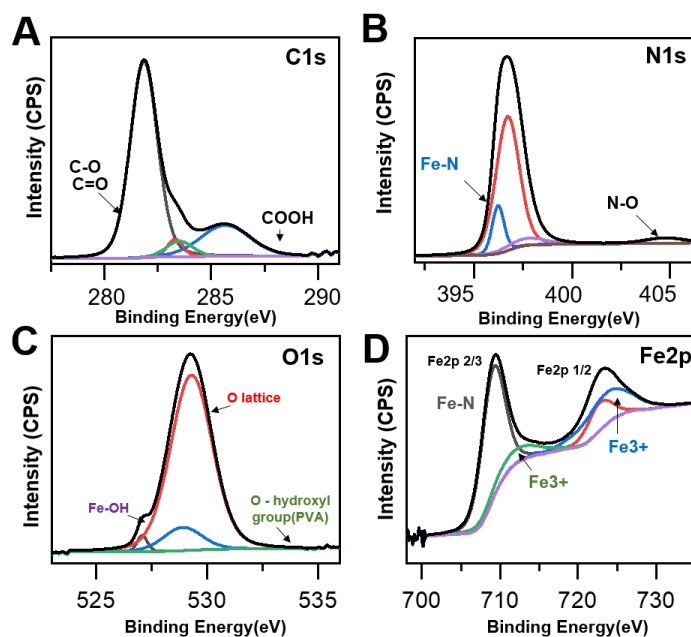 A
C1s
Intensity (CPS)
C-O
C=O
COOH
280
285
290
Binding Energy(eV)
B
N1s
Intensity (CPS)
Fe-N
N-O
395
400
405
Binding Energy(eV)
C
O1s
Intensity (CPS)
O lattice
Fe-OH
O - hydroxyl
group(PVA)
525
530
535
Binding Energy(eV)
D
Fe2p
Intensity (CPS)
Fe2p 2/3
Fe2p 1/2
Fe-N
Fe3+
Fe3+
700
710
720
730
Binding Energy(eV)